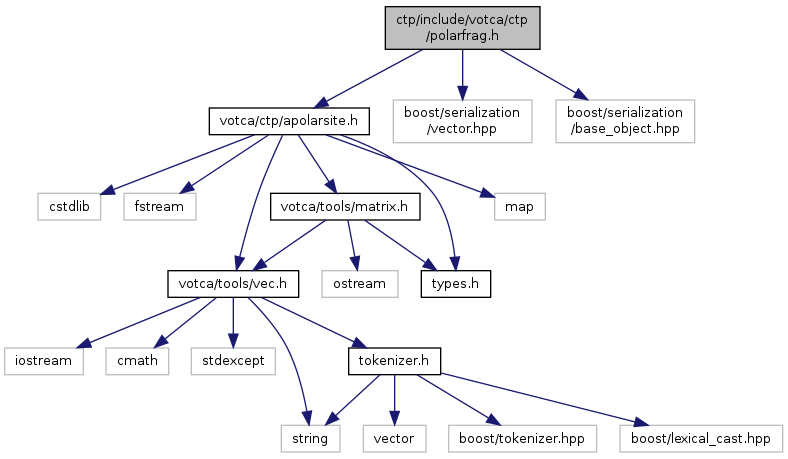 ctp/include/votca/ctp
/polarfrag.h
votca/ctp/apolarsite.h
boost/serialization
/vector.hpp
boost/serialization
/base_object.hpp
cstdlib
fstream
votca/tools/matrix.h
map
votca/tools/vec.h
ostream
types.h
iostream
cmath
stdexcept
tokenizer.h
string
vector
boost/tokenizer.hpp
boost/lexical_cast.hpp